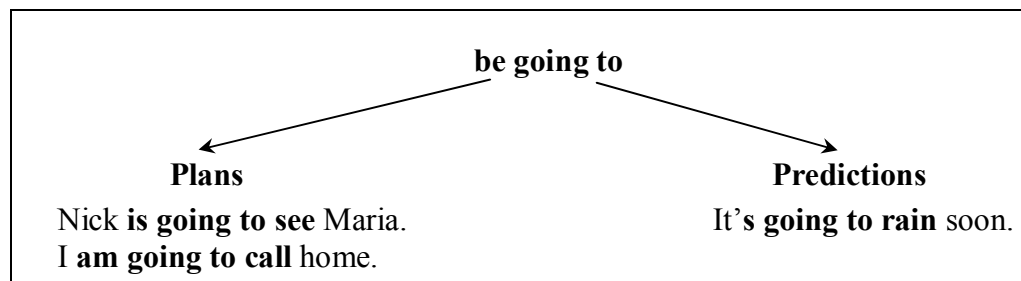 be going to
Plans
Nick is going to see Maria.
I am going to call home.
Predictions
It's going to rain soon.